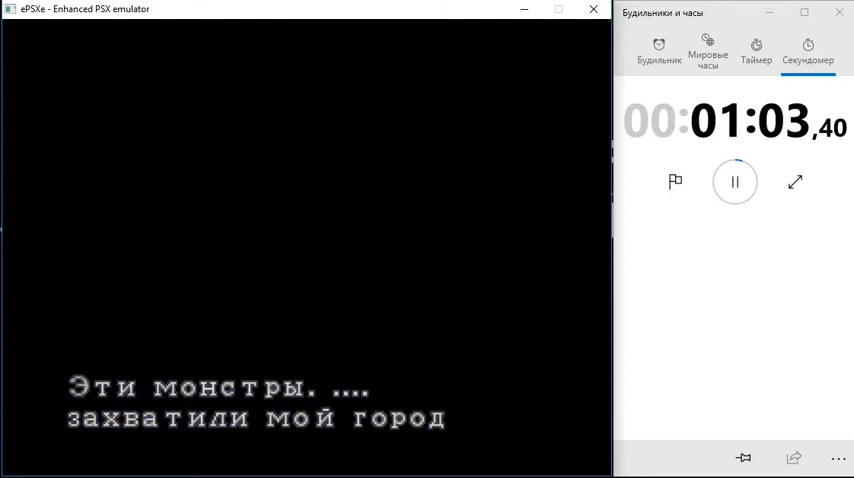 ePSXe - Enhanced PSX emulator
Эти монстры. ....
захватили мой город
Будильники и часы
Будильник
Мировые
часы
Таймер
Секундомер
00:01:03,40